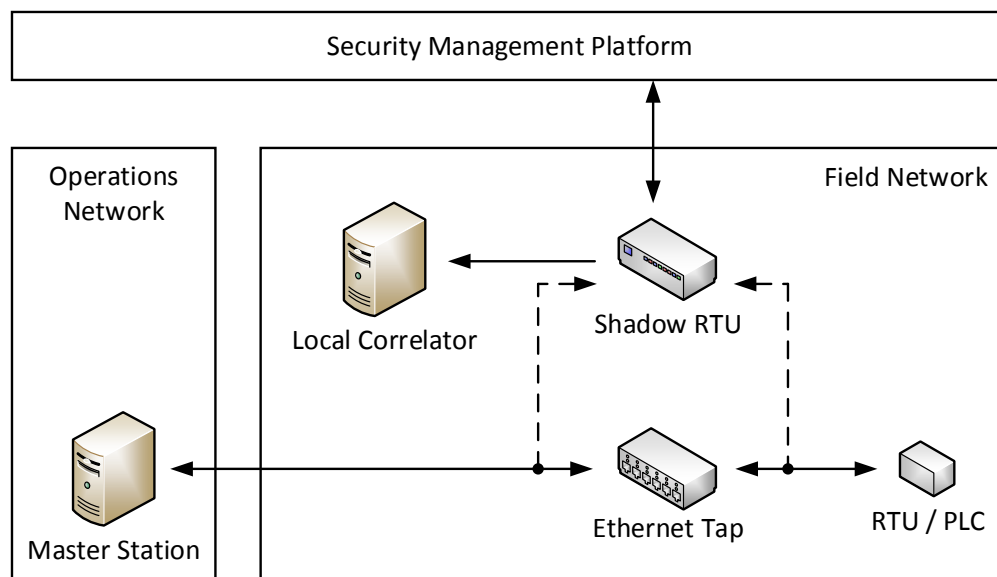 Security Management Platform
Operations
Network
Field Network
Local Correlator
Shadow RTU
Master Station
Ethernet Tap
RTU / PLC